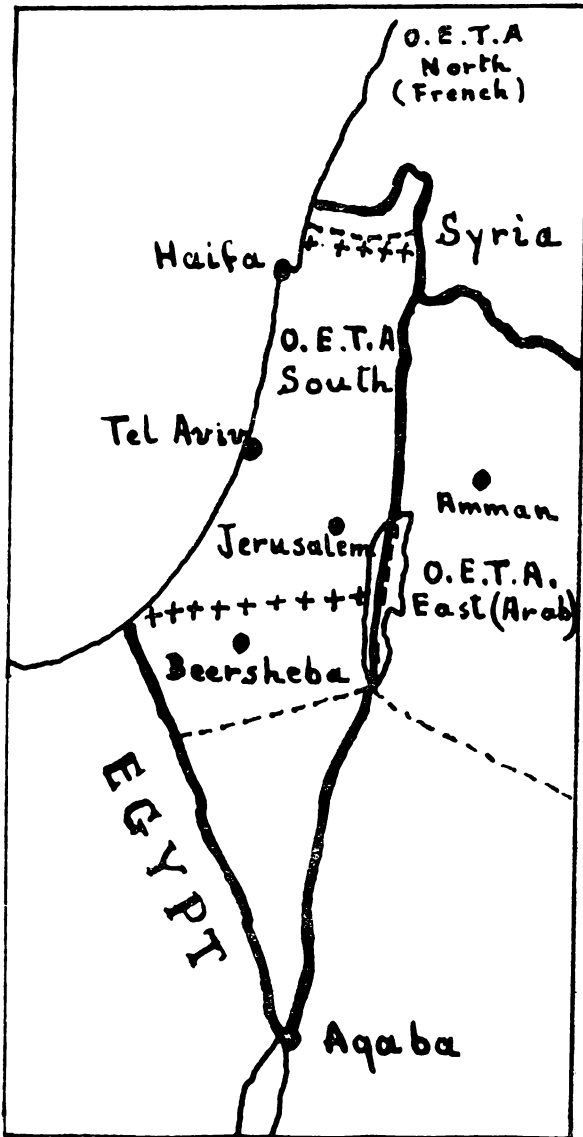 O.E.T.A
North
(French)
Syria
Haifa
O.E.T.A
South
Tel Aviv
Amman
Jerusalem
O.E.T.A.
East (Arab)
Beersheba
EGYPT
Aqaba